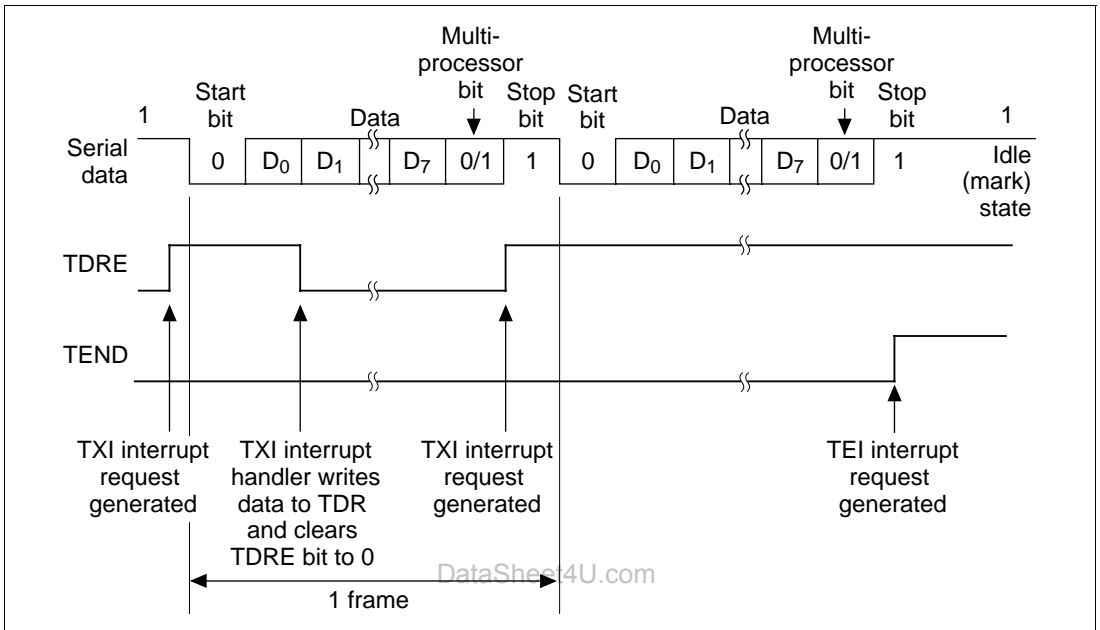 Multi-
processor
bit
Multi-
processor
bit
1
Start
bit
Data
Stop
bit
Start
bit
Data
Stop
bit
1
Serial
data
0
D0
D1
D7
0/1
1
0
D0
D1
D7
0/1
1
Idle
(mark)
state
TDRE
TEND
TXI interrupt
request
generated
TXI interrupt
handler writes
data to TDR
and clears
TDRE bit to 0
TXI interrupt
request
generated
TEI interrupt
request
generated
DataSheet4U.com
1 frame